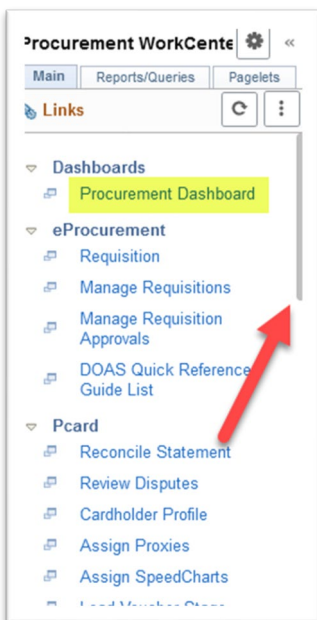 Procurement WorkCente
Main Reports/Queries Pagelets
Links
Dashboards
Procurement Dashboard
eProcurement
Requisition
Manage Requisitions
Manage Requisition
Approvals
DOAS Quick Reference
Guide List
Pcard
Reconcile Statement
Review Disputes
Cardholder Profile
Assign Proxies
Assign SpeedCharts